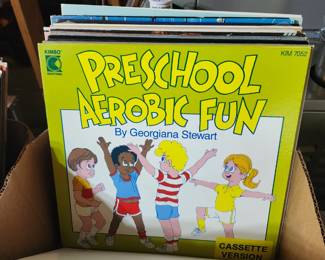 KIMBO
KIM 7052
PRESCHOOL
AEROBIC FUN
By Georgiana Stewart
CASSETTE
VERSION